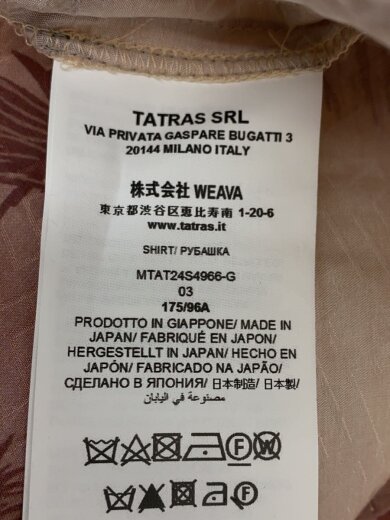 TATRAS SRL
VIA PRIVATA GASPARE BUGATTI 3
20144 MILANO ITALY
株式会社 WEAVA
東京都渋谷区恵比寿南 1-20-6
www.tatras.it
SHIRT/ РУБАШКА
MTAT24S4966-G
03
175/96A
PRODOTTO IN GIAPPONE/ MADE IN
JAPAN/ FABRIQUÉ EN JAPON/
HERGESTELLT IN JAPAN/ HECHO EN
JAPÓN/ FABRICADO NA JAPÃO/
СДЕЛАНО В ЯПОНИЯ/ 日本制造/ 日本製/
مصنوعة في اليابان
F W
F